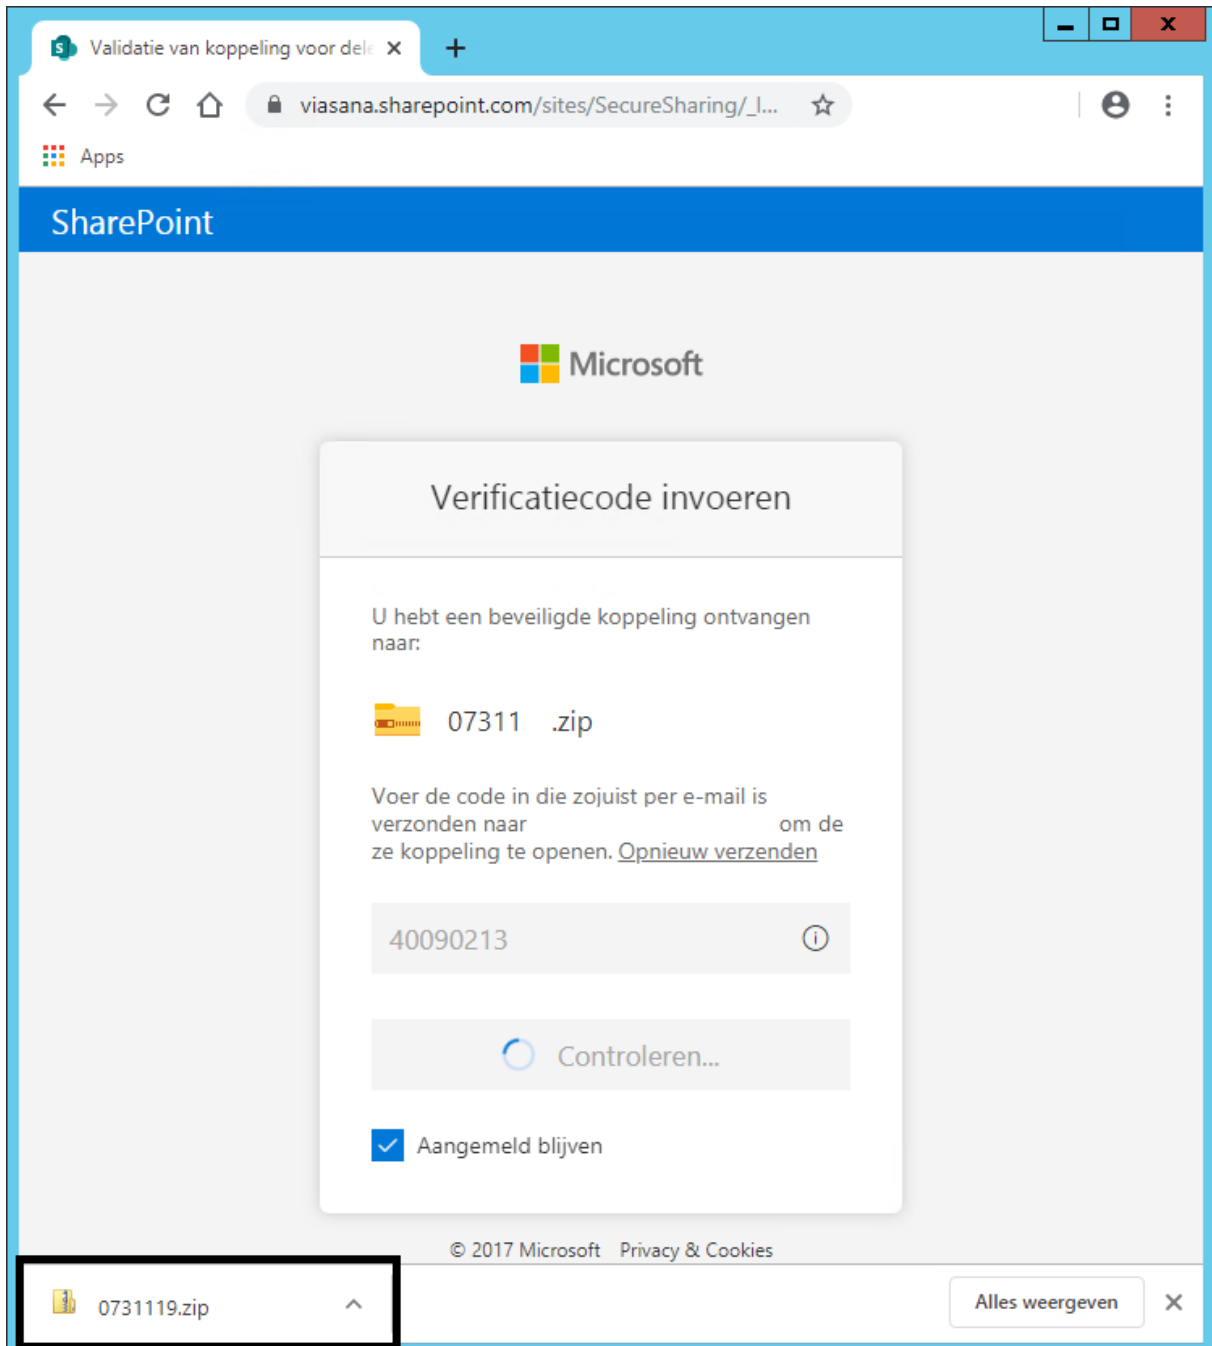 Validatie van koppeling voor dele
viasana.sharepoint.com/sites/SecureSharing/_l...
Apps
SharePoint
Microsoft
Verificatiecode invoeren
U hebt een beveiligde koppeling ontvangen
naar:
07311 .zip
Voer de code in die zojuist per e-mail is
verzonden naar om de
ze koppeling te openen. Opnieuw verzenden
40090213
Controleren...
Aangemeld blijven
© 2017 Microsoft Privacy & Cookies
0731119.zip
Alles weergeven